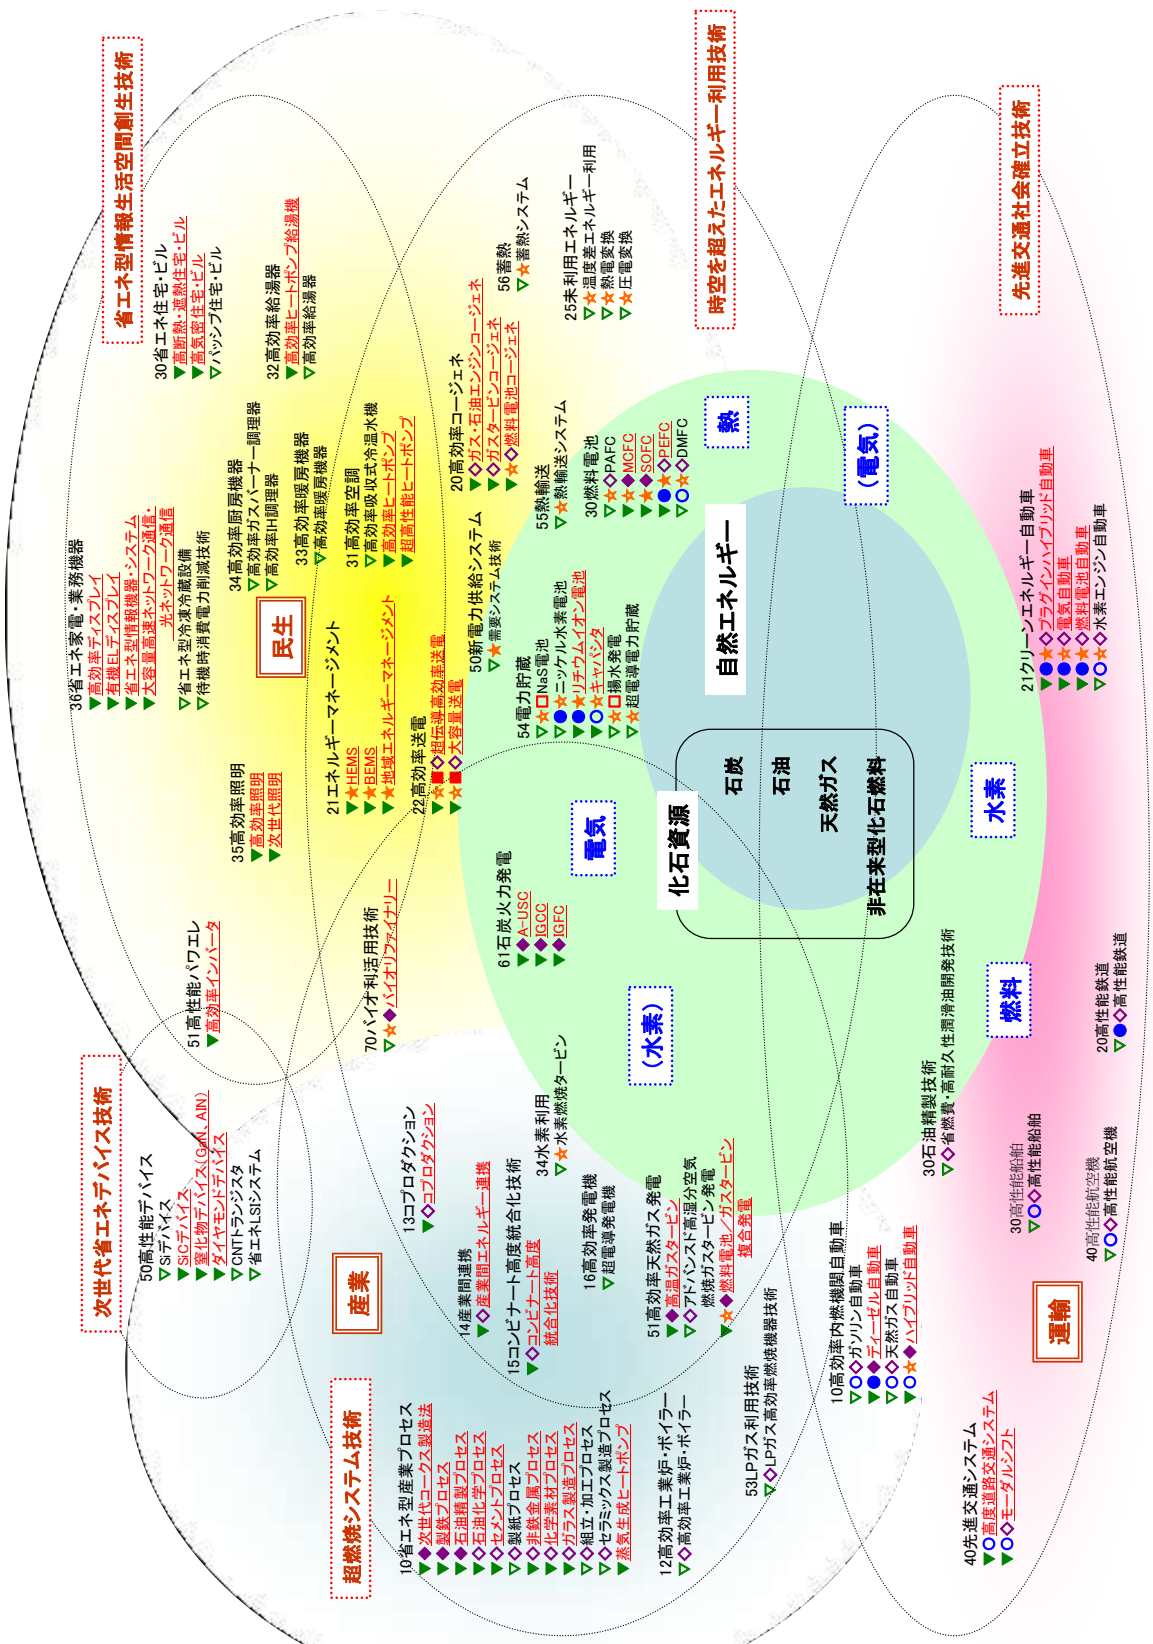 超燃焼システム技術
次世代省エネデバイス技術
省エネ型情報生活空間創生技術
時空を超えたエネルギー利用技術
先進交通社会確立技術
産業
民生
運輸
36省エネ家電・業務機器
▼高効率ディスプレイ
▼有機ELディスプレイ
▼省エネ型情報機器・システム
▼大容量高速ネットワーク通信・
光ネットワーク通信
▽省エネ型冷凍冷蔵設備
▽待機時消費電力削減技術
30省エネ住宅・ビル
▼高断熱・遮熱住宅・ビル
▼高気密住宅・ビル
▽パッシブ住宅・ビル
32高効率給湯器
▼高効率ヒートポンプ給湯機
▽高効率給湯器
34高効率厨房機器
▽高効率ガスバーナー調理器
▽高効率IH調理器
33高効率暖房機器
▽高効率暖房機器
31高効率空調
▽高効率吸収式冷温水機
▼高効率ヒートポンプ
▼超高性能ヒートポンプ
35高効率照明
▼高効率照明
▼次世代照明
21エネルギーマネージメント
▼★HEMS
▼★BEMS
▼★地域エネルギーマネージメント
22高効率送電
▼☆■◇超伝導高効率送電
▼☆■◇大容量送電
51高性能パワエレ
▼高効率インバータ
50高性能デバイス
▽Siデバイス
▼SiCデバイス
▼窒化物デバイス(GaN、AlN)
▼ダイヤモンドデバイス
▽CNTトランジスタ
▽省エネLSIシステム
70バイオ利活用技術
▽☆◆バイオリファイナリー
20高効率コージェネ
▼◇ガス・石油エンジンコージェネ
▼◇ガスタービンコージェネ
▼☆◇燃料電池コージェネ
56蓄熱
▽☆蓄熱システム
25未利用エネルギー
▽☆温度差エネルギー利用
▽☆熱電変換
▽☆圧電変換
50新電力供給システム
▽★需要システム技術
55熱輸送
▽☆熱輸送システム
30燃料電池
▽☆◇PAFC
▼☆◆MCFC
▼★◆SOFC
▼●★◇PEFC
▽○☆◇DMFC
54電力貯蔵
▽☆□NaS電池
▽●☆ニッケル水素電池
▼●★リチウムイオン電池
▼○☆キャパシタ
▽☆□揚水発電
▽☆超電導電力貯蔵
61石炭火力発電
▼◆A-USC
▼◆IGCC
▼◆IGFC
電気
熱
(電気)
水素
燃料
(水素)
自然エネルギー
化石資源
石炭
石油
天然ガス
非在来型化石燃料
13コプロダクション
▼◇コプロダクション
14産業間連携
▼◇産業間エネルギー連携
15コンビナート高度統合化技術
▼◇コンビナート高度
統合化技術
34水素利用
▽☆水素燃焼タービン
16高効率発電機
▽超電導発電機
51高効率天然ガス発電
▼◆高温ガスタービン
▽◇アドバンスド高湿分空気
燃焼ガスタービン発電
▼☆◆燃料電池/ガスタービン
複合発電
10省エネ型産業プロセス
▼◆次世代コークス製造法
▼◆製鉄プロセス
▼◆石油精製プロセス
▼◇石油化学プロセス
▼◇セメントプロセス
▽◇製紙プロセス
▼◇非鉄金属プロセス
▼◇化学素材プロセス
▼◇ガラス製造プロセス
▽◇組立・加工プロセス
▽◇セラミックス製造プロセス
▼蒸気生成ヒートポンプ
12高効率工業炉・ボイラー
▽◇高効率工業炉・ボイラー
53LPガス利用技術
▽◇LPガス高効率燃焼機器技術
10高効率内燃機関自動車
▽○◇ガソリン自動車
▼●◆ディーゼル自動車
▽○◇天然ガス自動車
▼○☆◆ハイブリッド自動車
30石油精製技術
▽◇省燃費・高耐久性潤滑油開発技術
21クリーンエネルギー自動車
▼●★◇プラグインハイブリッド自動車
▼●★◇電気自動車
▼●★◇燃料電池自動車
▽○☆◇水素エンジン自動車
20高性能鉄道
▽●◇高性能鉄道
30高性能船舶
▽○◇高性能船舶
40高性能航空機
▽○◇高性能航空機
40先進交通システム
▼○高度道路交通システム
▼○◇モーダルシフト